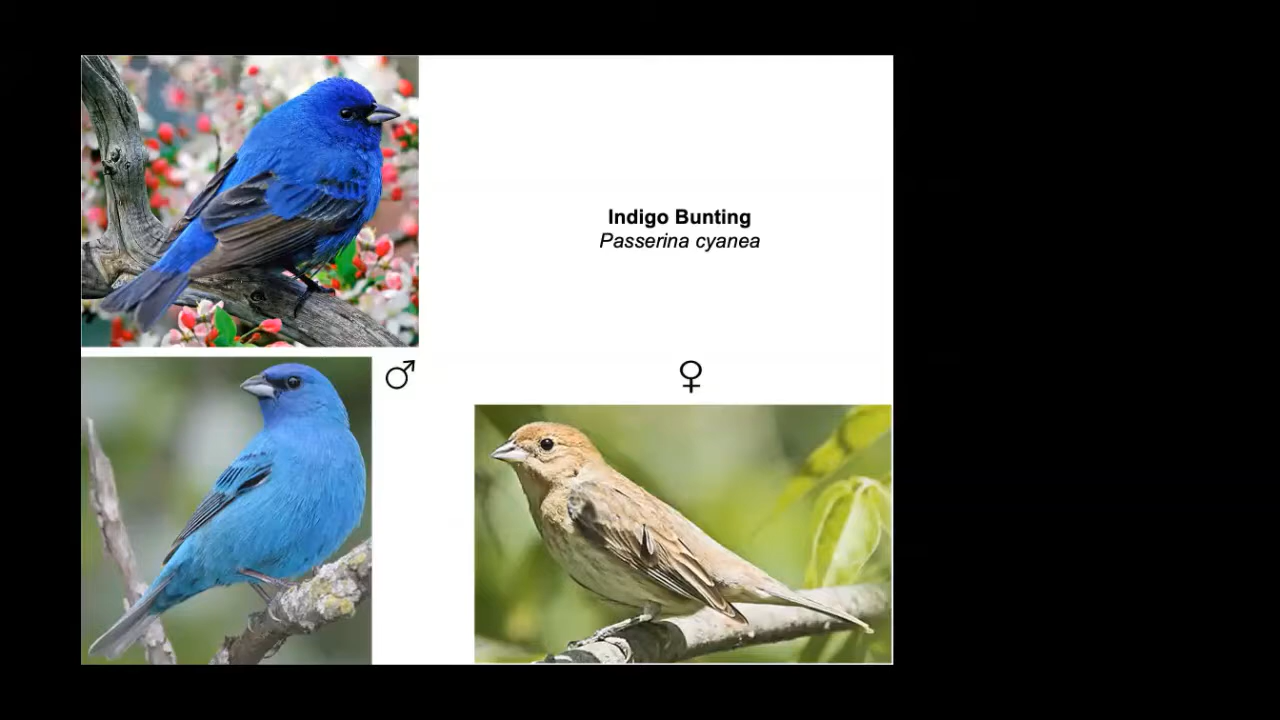 Indigo Bunting
Passerina cyanea
♂
♀